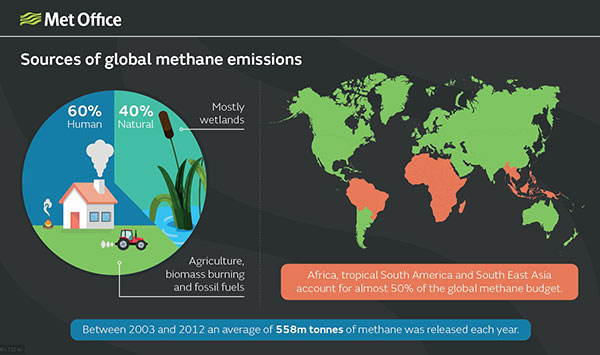 Met Office
Sources of global methane emissions
60%
Human
40%
Natural
Mostly
wetlands
Agriculture,
biomass burning
and fossil fuels
Africa, tropical South America and South East Asia
account for almost 50% of the global methane budget.
Between 2003 and 2012 an average of 558m tonnes of methane was released each year.